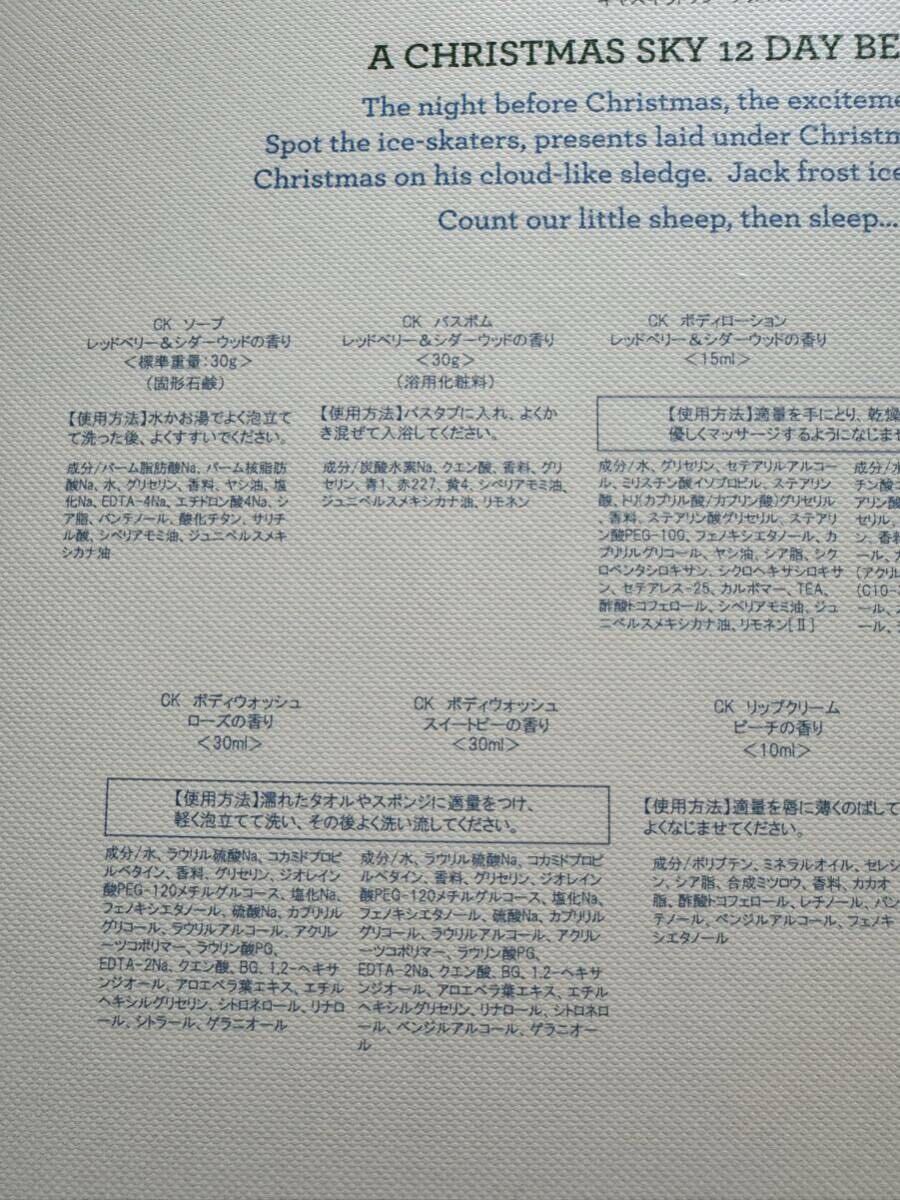 A CHRISTMAS SKY 12 DAY BE
The night before Christmas, the exciteme
Spot the ice-skaters, presents laid under Christm
Christmas on his cloud-like sledge. Jack frost ice
Count our little sheep, then sleep...
CK ソープ
レッドベリー＆シダーウッドの香り
＜標準重量：30g＞
（固形石鹸）
【使用方法】水かお湯でよく泡立て
て洗った後、よくすすいでください。
成分/パーム脂肪酸Na、パーム核脂肪
酸Na、水、グリセリン、香料、ヤシ油、塩
化Na、EDTA-4Na、エチドロン酸4Na、シ
ア脂、パンテノール、酸化チタン、サリチ
ル酸、シベリアモミ油、ジュニペルスメキ
シカナ油
CK バスボム
レッドベリー＆シダーウッドの香り
＜30g＞
（浴用化粧料）
【使用方法】バスタブに入れ、よくか
き混ぜて入浴してください。
成分/炭酸水素Na、クエン酸、香料、グリ
セリン、青1、赤227、黄4、シベリアモミ油、
ジュニペルスメキシカナ油、リモネン
CK ボディローション
レッドベリー＆シダーウッドの香り
＜15ml＞
【使用方法】適量を手にとり、乾燥
優しくマッサージするようになじませ
成分/水、グリセリン、セテアリルアルコー
ル、ミリスチン酸イソプロピル、ステアリン
酸、トリ(カプリル酸/カプリン酸)グリセリル
、香料、ステアリン酸グリセリル、ステアリ
ン酸PEG-100、フェノキシエタノール、カ
プリリルグリコール、ヤシ油、シア脂、シク
ロペンタシロキサン、シクロヘキサシロキサ
ン、セテアレス-25、カルボマー、TEA、
酢酸トコフェロール、シベリアモミ油、ジュ
ニペルスメキシカナ油、リモネン[Ⅱ]
成分/水
チン酸
アリン酸
セリル、
ン、香料
ール、カ
(アクリル
(C10-3
ール、
ール、
CK ボディウォッシュ
ローズの香り
＜30ml＞
CK ボディウォッシュ
スイートピーの香り
＜30ml＞
【使用方法】濡れたタオルやスポンジに適量をつけ、
軽く泡立てて洗い、その後よく洗い流してください。
成分/水、ラウリル硫酸Na、コカミドプロピ
ルベタイン、香料、グリセリン、ジオレイン
酸PEG-120メチルグルコース、塩化Na、
フェノキシエタノール、硫酸Na、カプリリル
グリコール、ラウリルアルコール、アクリレ
ーツコポリマー、ラウリン酸PG、
EDTA-2Na、クエン酸、BG、1,2-ヘキサ
ンジオール、アロエベラ葉エキス、エチル
ヘキシルグリセリン、シトロネロール、リナロ
ール、シトラール、ゲラニオール
成分/水、ラウリル硫酸Na、コカミドプロピ
ルベタイン、香料、グリセリン、ジオレイン
酸PEG-120メチルグルコース、塩化Na、
フェノキシエタノール、硫酸Na、カプリリル
グリコール、ラウリルアルコール、アクリレ
ーツコポリマー、ラウリン酸PG、
EDTA-2Na、クエン酸、BG、1,2-ヘキサ
ンジオール、アロエベラ葉エキス、エチル
ヘキシルグリセリン、リナロール、シトロネロ
ール、ベンジルアルコール、ゲラニオー
ル
CK リップクリーム
ピーチの香り
＜10ml＞
【使用方法】適量を唇に薄くのばして
よくなじませてください。
成分/ポリブテン、ミネラルオイル、セレシ
ン、シア脂、合成ミツロウ、香料、カカオ
脂、酢酸トコフェロール、レチノール、パン
テノール、ベンジルアルコール、フェノキ
シエタノール